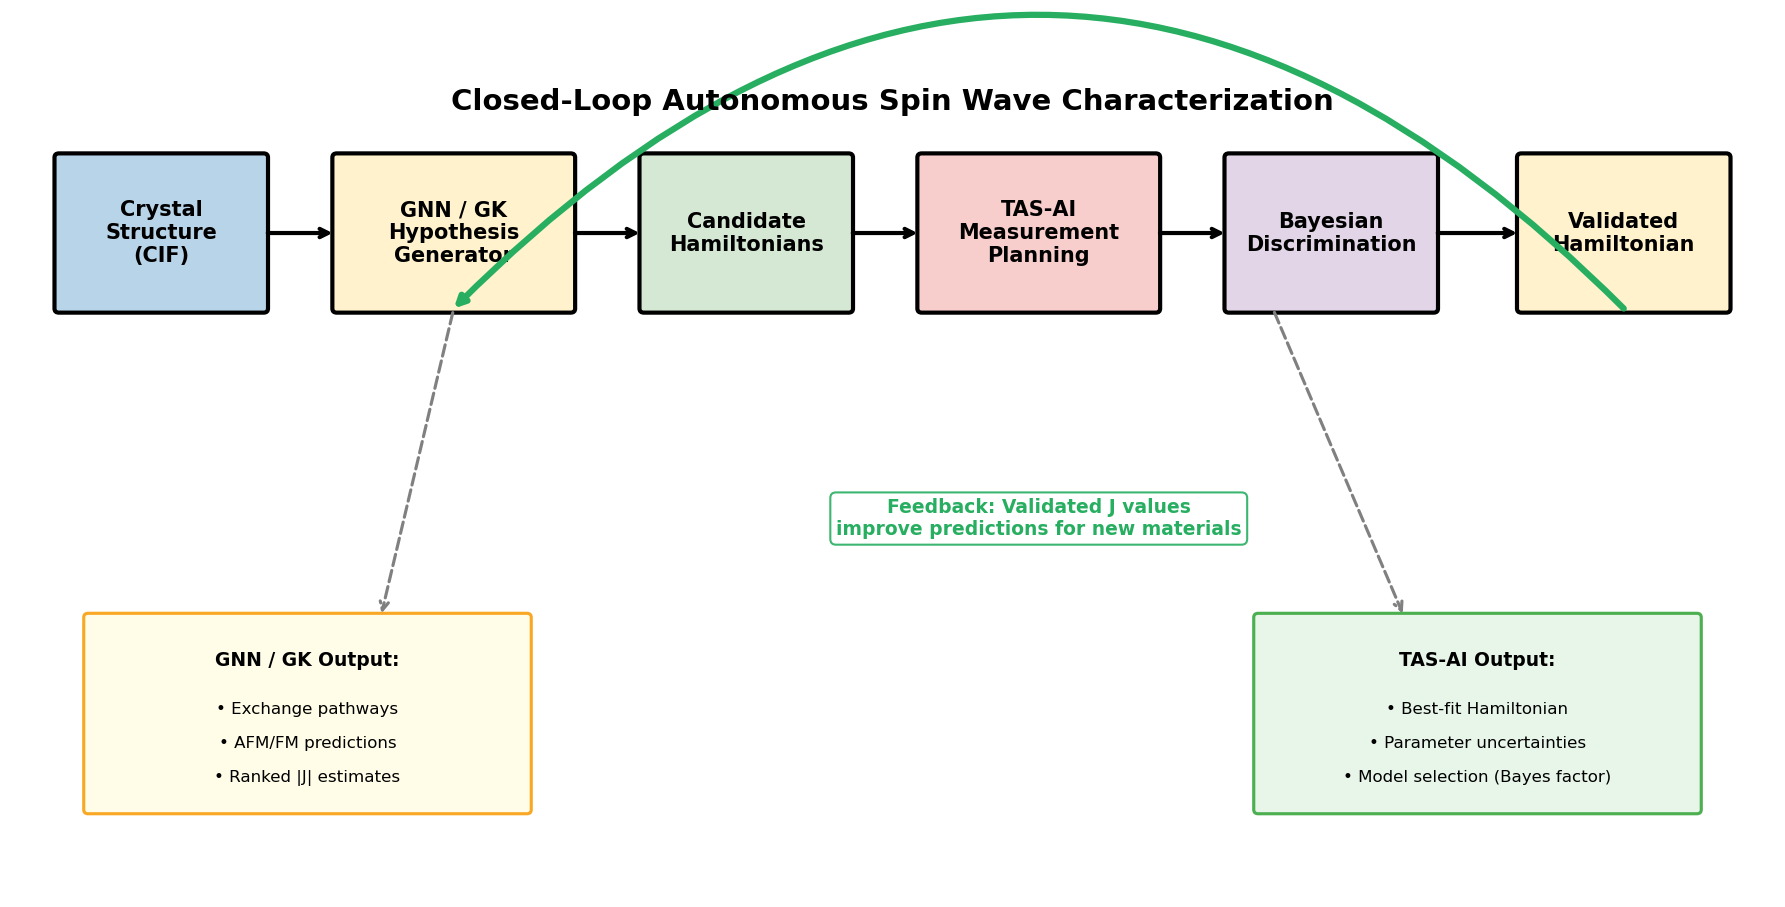 Closed-Loop Autonomous Spin Wave Characterization
Crystal
Structure
(CIF)
GNN / GK
Hypothesis
Generator
Candidate
Hamiltonians
TAS-AI
Measurement
Planning
Bayesian
Discrimination
Validated
Hamiltonian
Feedback: Validated J values
improve predictions for new materials
GNN / GK Output:
• Exchange pathways
• AFM/FM predictions
• Ranked |J| estimates
TAS-AI Output:
• Best-fit Hamiltonian
• Parameter uncertainties
• Model selection (Bayes factor)